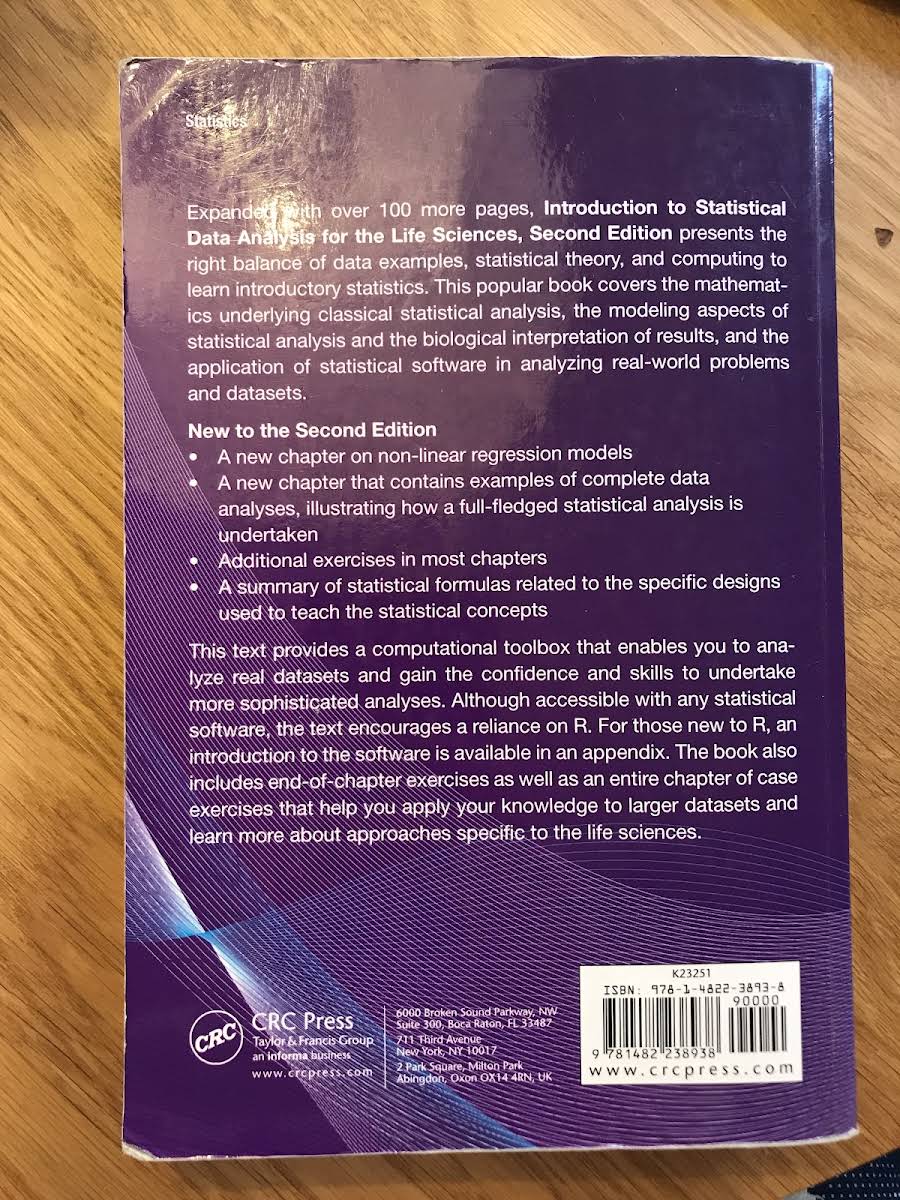 Statistics
Expanded with over 100 more pages, Introduction to Statistical
Data Analysis for the Life Sciences, Second Edition presents the
right balance of data examples, statistical theory, and computing to
learn introductory statistics. This popular book covers the mathemat-
ics underlying classical statistical analysis, the modeling aspects of
statistical analysis and the biological interpretation of results, and the
application of statistical software in analyzing real-world problems
and datasets.
New to the Second Edition
• A new chapter on non-linear regression models
• A new chapter that contains examples of complete data
analyses, illustrating how a full-fledged statistical analysis is
undertaken
• Additional exercises in most chapters
• A summary of statistical formulas related to the specific designs
used to teach the statistical concepts
This text provides a computational toolbox that enables you to ana-
lyze real datasets and gain the confidence and skills to undertake
more sophisticated analyses. Although accessible with any statistical
software, the text encourages a reliance on R. For those new to R, an
introduction to the software is available in an appendix. The book also
includes end-of-chapter exercises as well as an entire chapter of case
exercises that help you apply your knowledge to larger datasets and
learn more about approaches specific to the life sciences.
CRC
CRC Press
Taylor & Francis Group
an informa business
www.crcpress.com
6000 Broken Sound Parkway, NW
Suite 300, Boca Raton, FL 33487
711 Third Avenue
New York, NY 10017
2 Park Square, Milton Park
Abingdon, Oxon OX14 4RN, UK
K23251
ISBN: 978-1-4822-3893-8
90000
9 781482 238938
www.crcpress.com